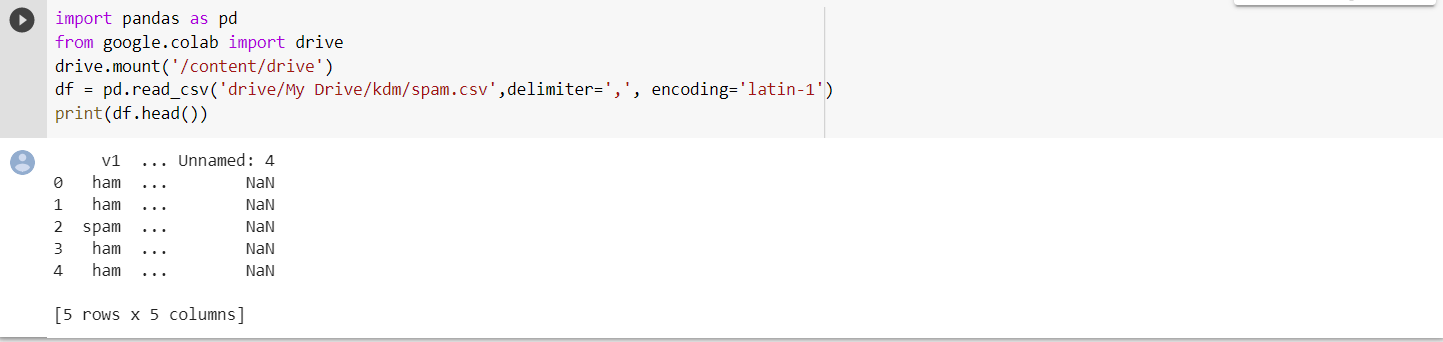 import pandas as pd
from google.colab import drive
drive.mount('/content/drive')
df = pd.read_csv('drive/My Drive/kdm/spam.csv',delimiter=',', encoding='latin-1')
print(df.head())
v1 ... Unnamed: 4
0 ham ... NaN
1 ham ... NaN
2 spam ... NaN
3 ham ... NaN
4 ham ... NaN
[5 rows x 5 columns]